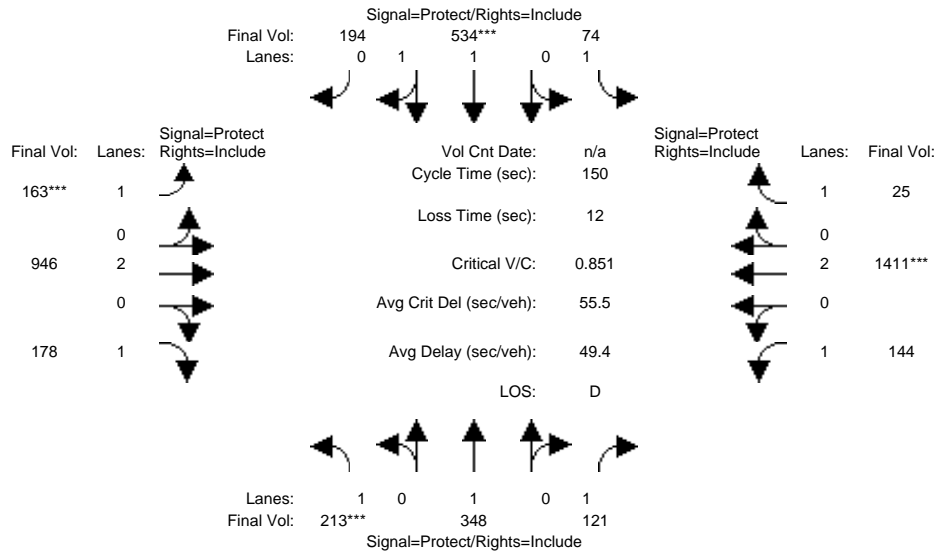 Signal=Protect/Rights=Include
Final Vol: 194 534*** 74
Lanes: 0 1 1 0 1
Signal=Protect Signal=Protect
Final Vol: Lanes: Rights=Include Vol Cnt Date: n/a Rights=Include Lanes: Final Vol:
Cycle Time (sec): 150
163*** 1 1 25
Loss Time (sec): 12
0 0
946 2 Critical V/C: 0.851 2 1411***
0 Avg Crit Del (sec/veh): 55.5 0
178 1 Avg Delay (sec/veh): 49.4 1 144
LOS: D
Lanes: 1 0 1 0 1
Final Vol: 213*** 348 121
Signal=Protect/Rights=Include